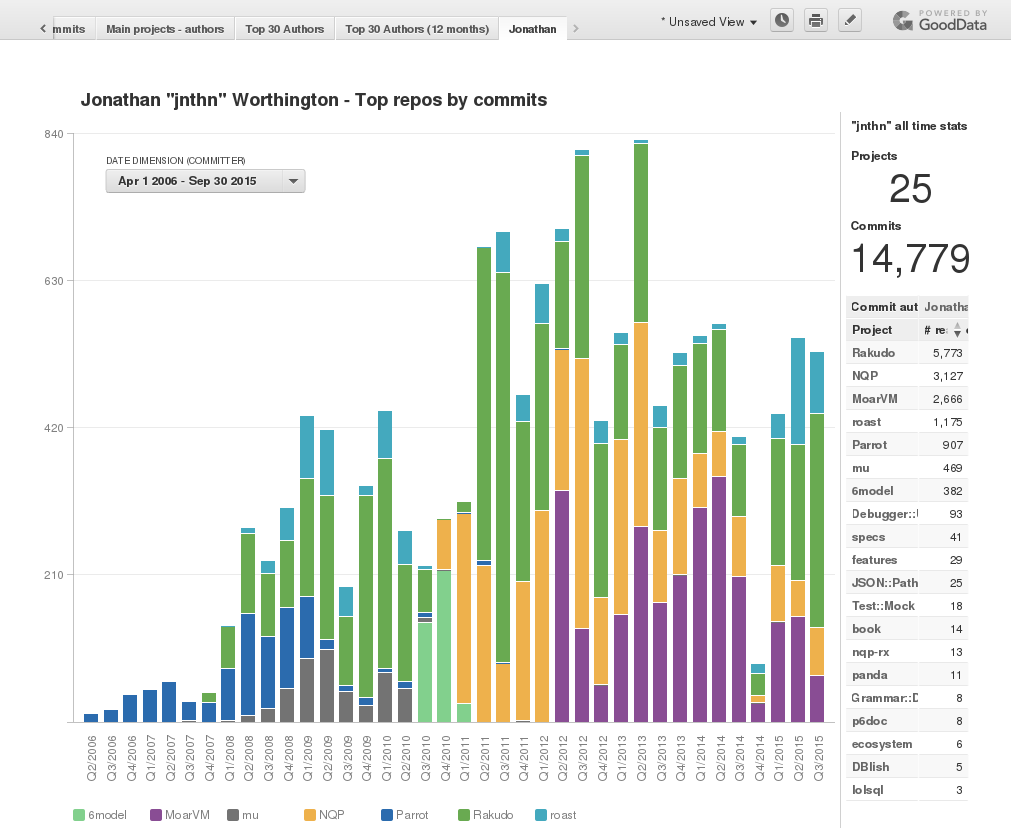 mmits Main projects - authors Top 30 Authors Top 30 Authors (12 months) Jonathan
* Unsaved View
POWERED BY
GoodData
Jonathan "jnthn" Worthington - Top repos by commits
DATE DIMENSION (COMMITTER)
Apr 1 2006 - Sep 30 2015
840
630
420
210
Q2/2006 Q3/2006 Q4/2006 Q1/2007 Q2/2007 Q3/2007 Q4/2007 Q1/2008 Q2/2008 Q3/2008 Q4/2008 Q1/2009 Q2/2009 Q3/2009 Q4/2009 Q1/2010 Q2/2010 Q3/2010 Q4/2010 Q1/2011 Q2/2011 Q3/2011 Q4/2011 Q1/2012 Q2/2012 Q3/2012 Q4/2012 Q1/2013 Q2/2013 Q3/2013 Q4/2013 Q1/2014 Q2/2014 Q3/2014 Q4/2014 Q1/2015 Q2/2015 Q3/2015
6model MoarVM mu NQP Parrot Rakudo roast
"jnthn" all time stats
Projects
25
Commits
14,779
Commit aut Jonatha
Project # re
Rakudo 5,773
NQP 3,127
MoarVM 2,666
roast 1,175
Parrot 907
mu 469
6model 382
Debugger:: 93
specs 41
features 29
JSON::Path 25
Test::Mock 18
book 14
nqp-rx 13
panda 11
Grammar::D 8
p6doc 8
ecosystem 6
DBIish 5
lolsql 3